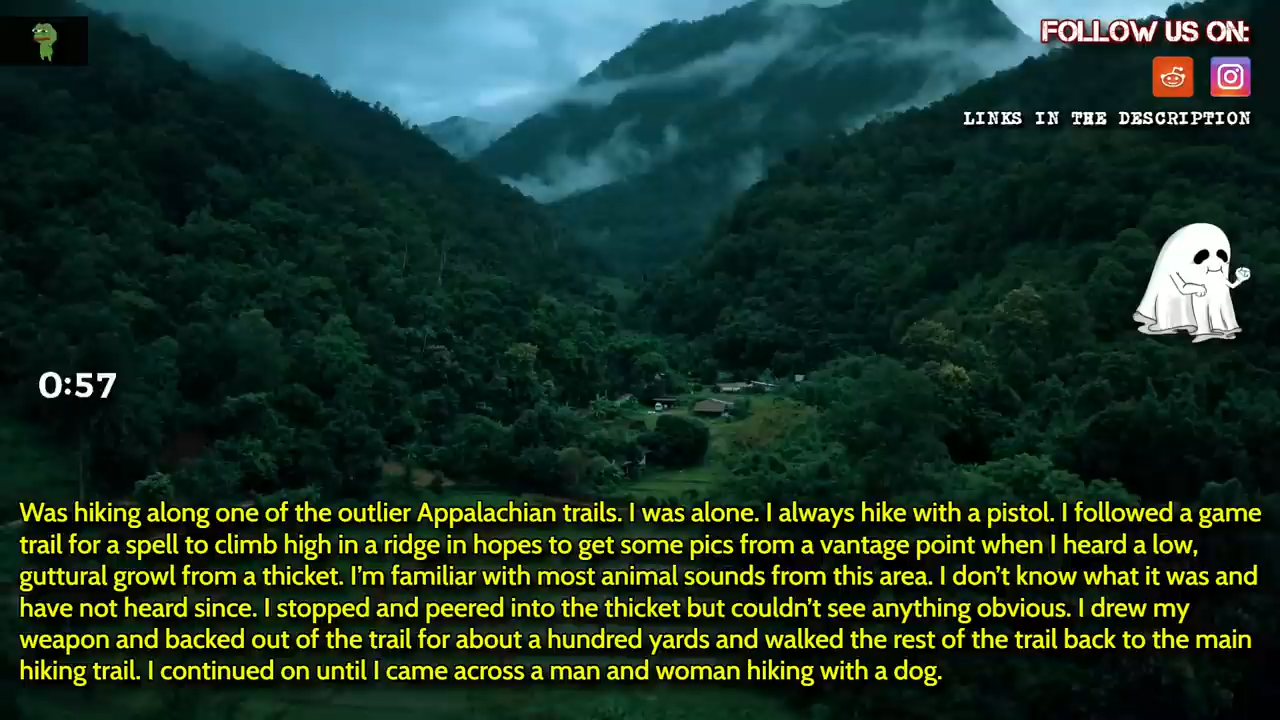 FOLLOW US ON:
LINKS IN THE DESCRIPTION
0:57
Was hiking along one of the outlier Appalachian trails. I was alone. I always hike with a pistol. I followed a game
trail for a spell to climb high in a ridge in hopes to get some pics from a vantage point when I heard a low,
guttural growl from a thicket. I’m familiar with most animal sounds from this area. I don’t know what it was and
have not heard since. I stopped and peered into the thicket but couldn’t see anything obvious. I drew my
weapon and backed out of the trail for about a hundred yards and walked the rest of the trail back to the main
hiking trail. I continued on until I came across a man and woman hiking with a dog.